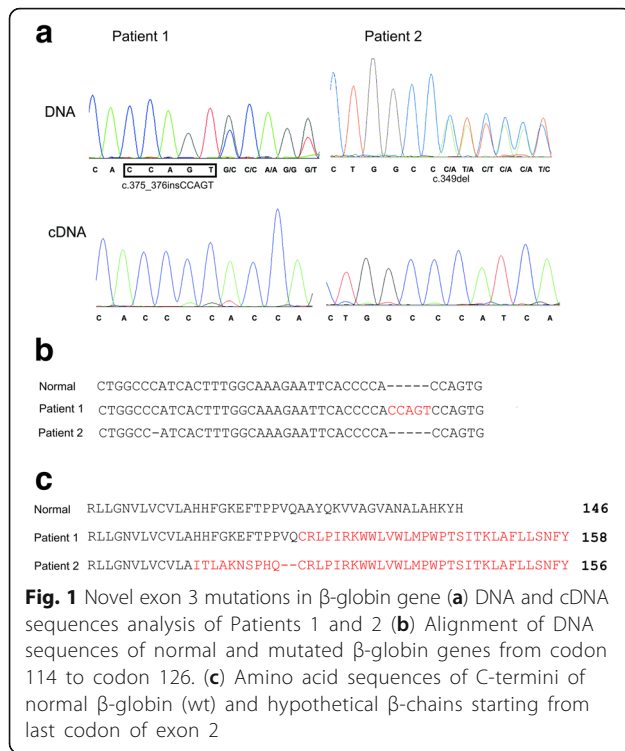 a
Patient 1 Patient 2
DNA
C A C C A G T G/C C/C A/A G/G G/T
c.375_376insCCAGT
C T G G C C C/A T/A A/C T/C A/C A/T C
c.349del
cDNA
C A C C C C A C C A
C T G G C C C A T C A
b
Normal CTGGCCCATCACTTTGGCAAAGAATTCACCCCA-----CCAGTG
Patient 1 CTGGCCCATCACTTTGGCAAAGAATTCACCCCACCAGTCCAGTG
Patient 2 CTGGCC-ATCACTTTGGCAAAGAATTCACCCCA-----CCAGTG
c
Normal RLLGNVLVCVLAHHFGKEFTPPVQAAYQKVVAGVANALAHKYH 146
Patient 1 RLLGNVLVCVLAHHFGKEFTPPVQCRLPIRKWWLVWLMPWPTSITKLAFLLSNFY 158
Patient 2 RLLGNVLVCVLAITLAKNSPHQ--CRLPIRKWWLVWLMPWPTSITKLAFLLSNFY 156
Fig. 1 Novel exon 3 mutations in β-globin gene (a) DNA and cDNA
sequences analysis of Patients 1 and 2 (b) Alignment of DNA
sequences of normal and mutated β-globin genes from codon
114 to codon 126. (c) Amino acid sequences of C-termini of
normal β-globin (wt) and hypothetical β-chains starting from
last codon of exon 2